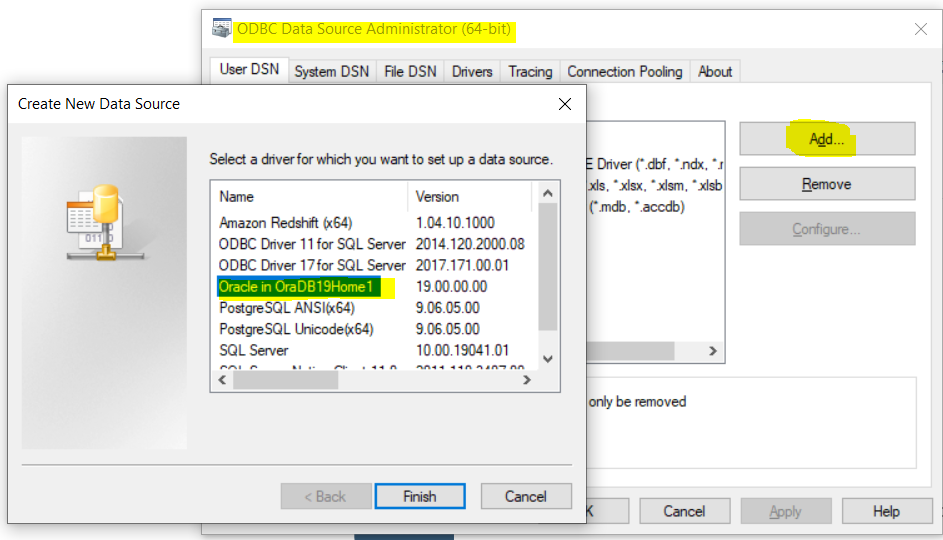 ODBC Data Source Administrator (64-bit)
User DSN System DSN File DSN Drivers Tracing Connection Pooling About
Create New Data Source
Select a driver for which you want to set up a data source.
Name Version
Amazon Redshift (x64) 1.04.10.1000
ODBC Driver 11 for SQL Server 2014.120.2000.08
ODBC Driver 17 for SQL Server 2017.171.00.01
Oracle in OraDB19Home1 19.00.00.00
PostgreSQL ANSI(x64) 9.06.05.00
PostgreSQL Unicode(x64) 9.06.05.00
SQL Server 10.00.19041.01
< Back Finish Cancel
E Driver (*.dbf, *.ndx, *.r
.xls, *.xlsx, *.xlsm, *.xlsb
(*.mdb, *.accdb)
Add...
Remove
Configure...
only be removed
K Cancel Apply Help